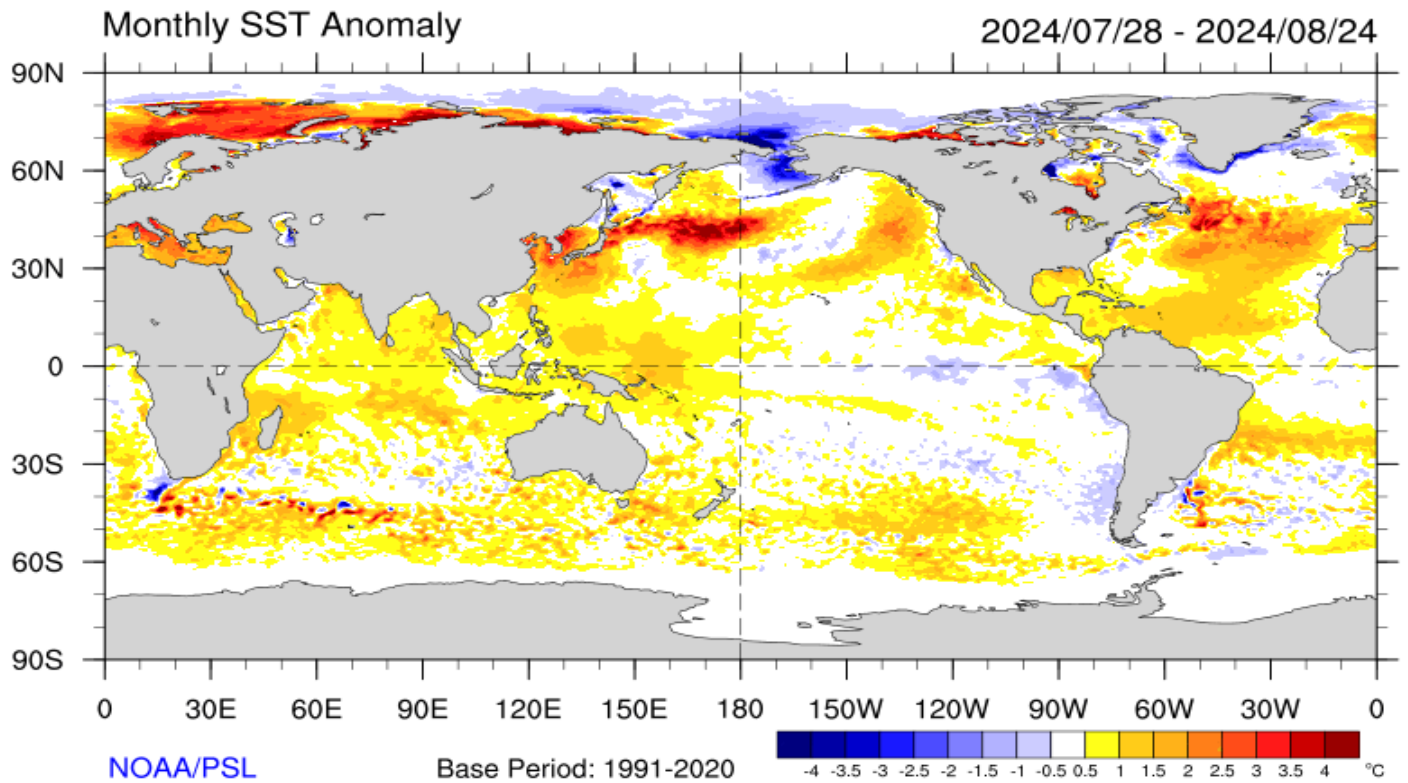 Monthly SST Anomaly 2024/07/28 - 2024/08/24
90N
60N
30N
0
30S
60S
90S
0 30E 60E 90E 120E 150E 180 150W 120W 90W 60W 30W 0
NOAA/PSL Base Period: 1991-2020
-4 -3.5 -3 -2.5 -2 -1.5 -1 -0.5 0.5 1 1.5 2 2.5 3 3.5 4 °C